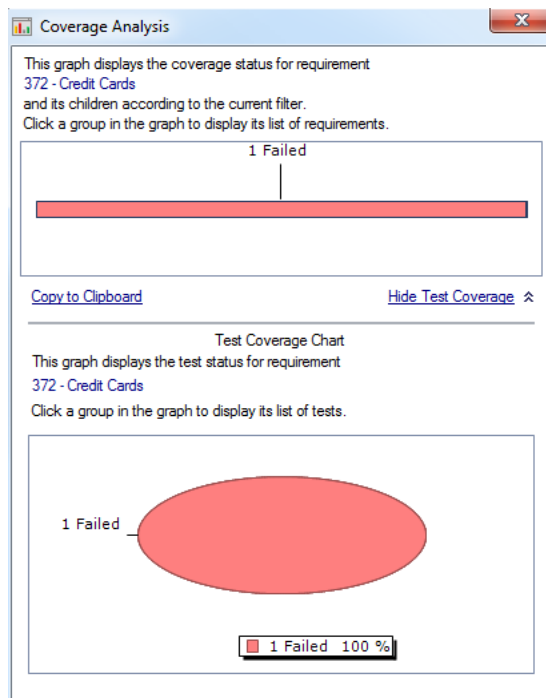 Coverage Analysis
This graph displays the coverage status for requirement
372 - Credit Cards
and its children according to the current filter.
Click a group in the graph to display its list of requirements.
1 Failed
Copy to Clipboard
Hide Test Coverage
Test Coverage Chart
This graph displays the test status for requirement
372 - Credit Cards
Click a group in the graph to display its list of tests.
1 Failed
1 Failed 100 %